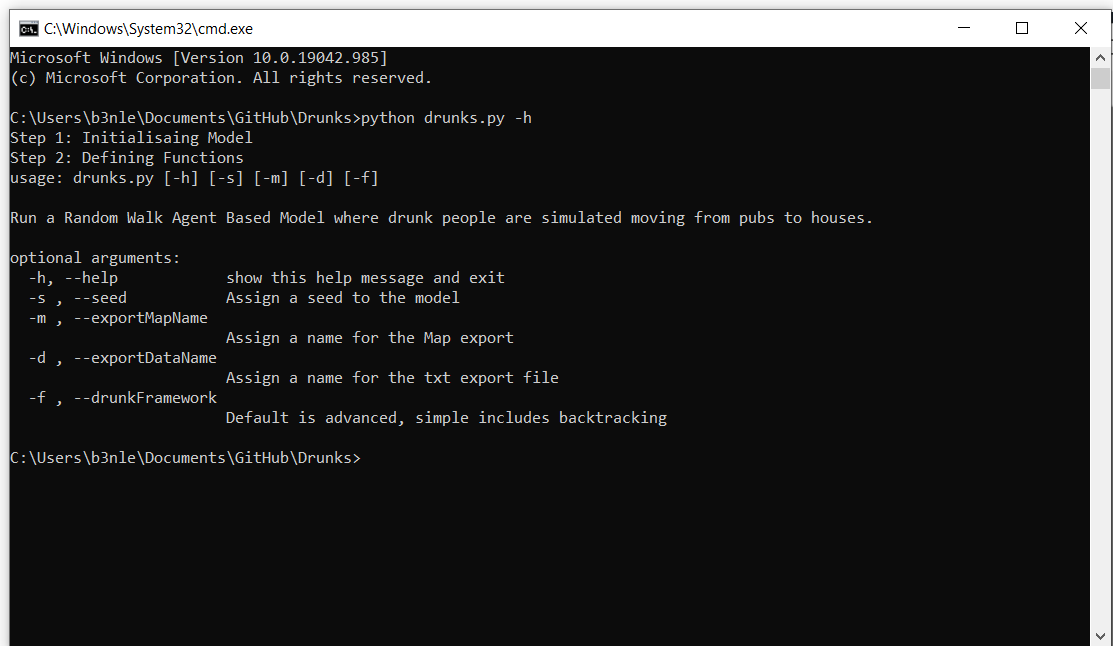 C:\Windows\System32\cmd.exe
Microsoft Windows [Version 10.0.19042.985]
(c) Microsoft Corporation. All rights reserved.
C:\Users\b3nle\Documents\GitHub\Drunks>python drunks.py -h
Step 1: Initialisaing Model
Step 2: Defining Functions
usage: drunks.py [-h] [-s] [-m] [-d] [-f]
Run a Random Walk Agent Based Model where drunk people are simulated moving from pubs to houses.
optional arguments:
  -h, --help            show this help message and exit
  -s , --seed           Assign a seed to the model
  -m , --exportMapName
                        Assign a name for the Map export
  -d , --exportDataName
                        Assign a name for the txt export file
  -f , --drunkFramework
                        Default is advanced, simple includes backtracking
C:\Users\b3nle\Documents\GitHub\Drunks>